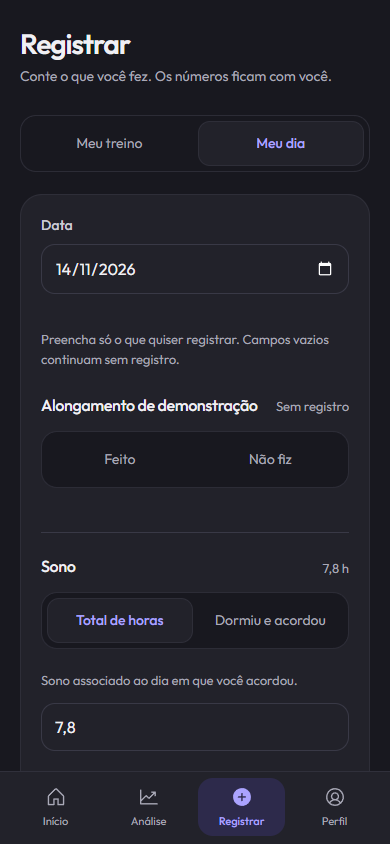 Registrar
Conte o que você fez. Os números ficam com você.
Meu treino
Meu dia
Data
14/11/2026
Preencha só o que quiser registrar. Campos vazios
continuam sem registro.
Alongamento de demonstração
Sem registro
Feito
Não fiz
Sono
7,8 h
Total de horas
Dormiu e acordou
Sono associado ao dia em que você acordou.
7,8
Início
Análise
Registrar
Perfil